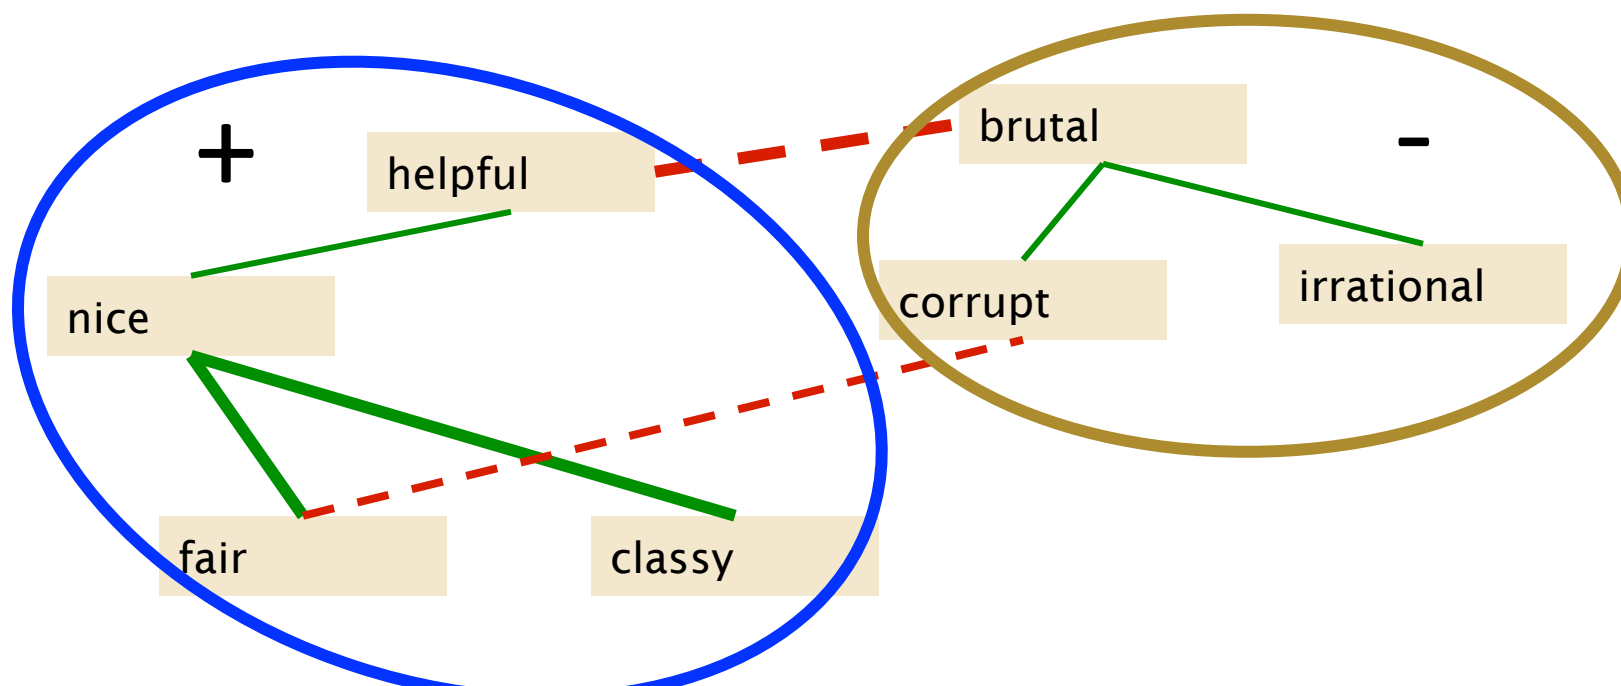 +
helpful
brutal
-
nice
corrupt
irrational
fair
classy